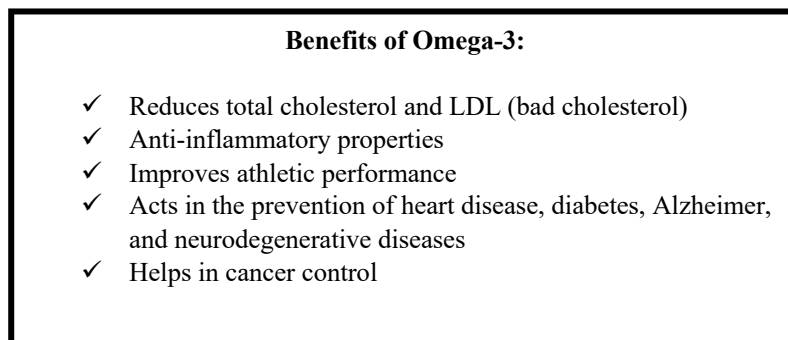 Benefits of Omega-3:
✓ Reduces total cholesterol and LDL (bad cholesterol)
✓ Anti-inflammatory properties
✓ Improves athletic performance
✓ Acts in the prevention of heart disease, diabetes, Alzheimer,
and neurodegenerative diseases
✓ Helps in cancer control